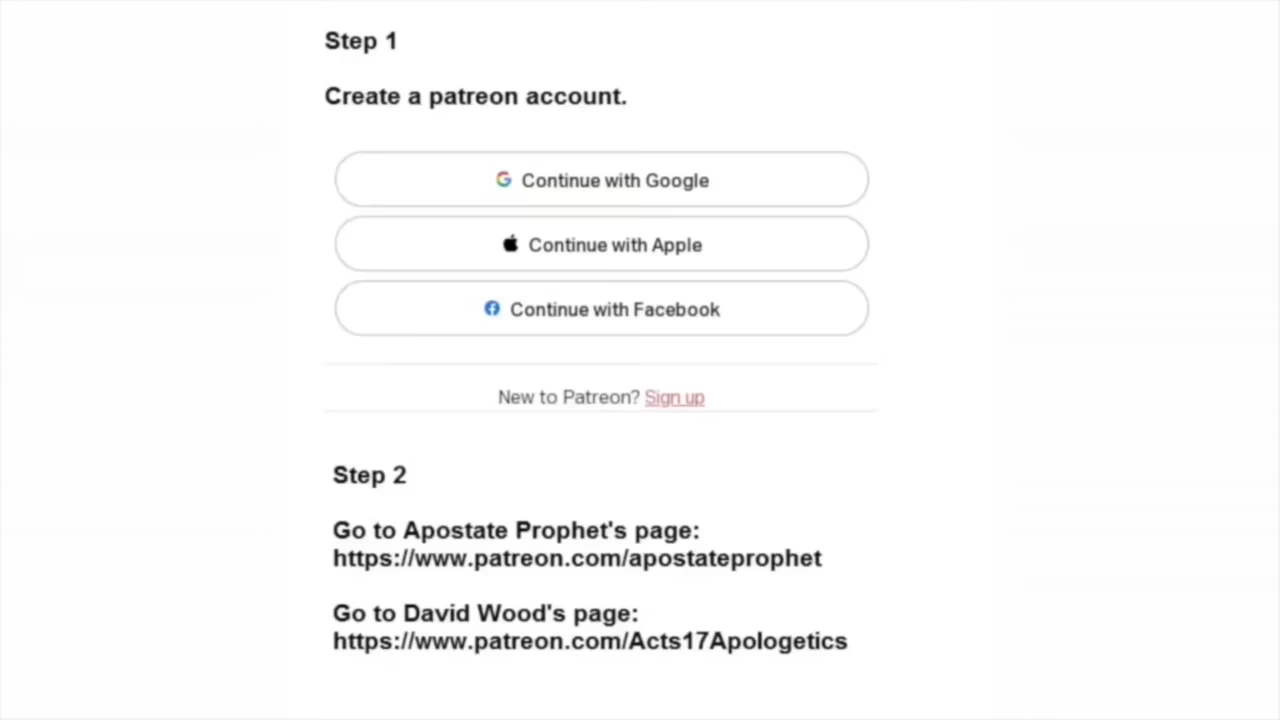 Step 1
Create a patreon account.
Continue with Google
Continue with Apple
Continue with Facebook
New to Patreon? Sign up
Step 2
Go to Apostate Prophet's page:
https://www.patreon.com/apostateprophet
Go to David Wood's page:
https://www.patreon.com/Acts17Apologetics